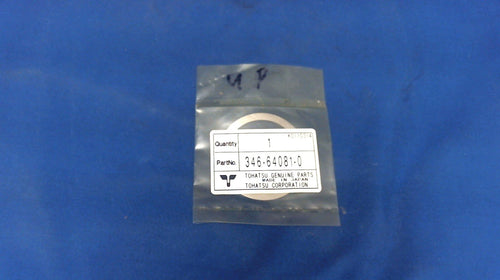 Quantity 1
PartNo. 346-64081-0
TOHATSU GENUINE PARTS
MADE IN JAPAN
TOHATSU CORPORATION